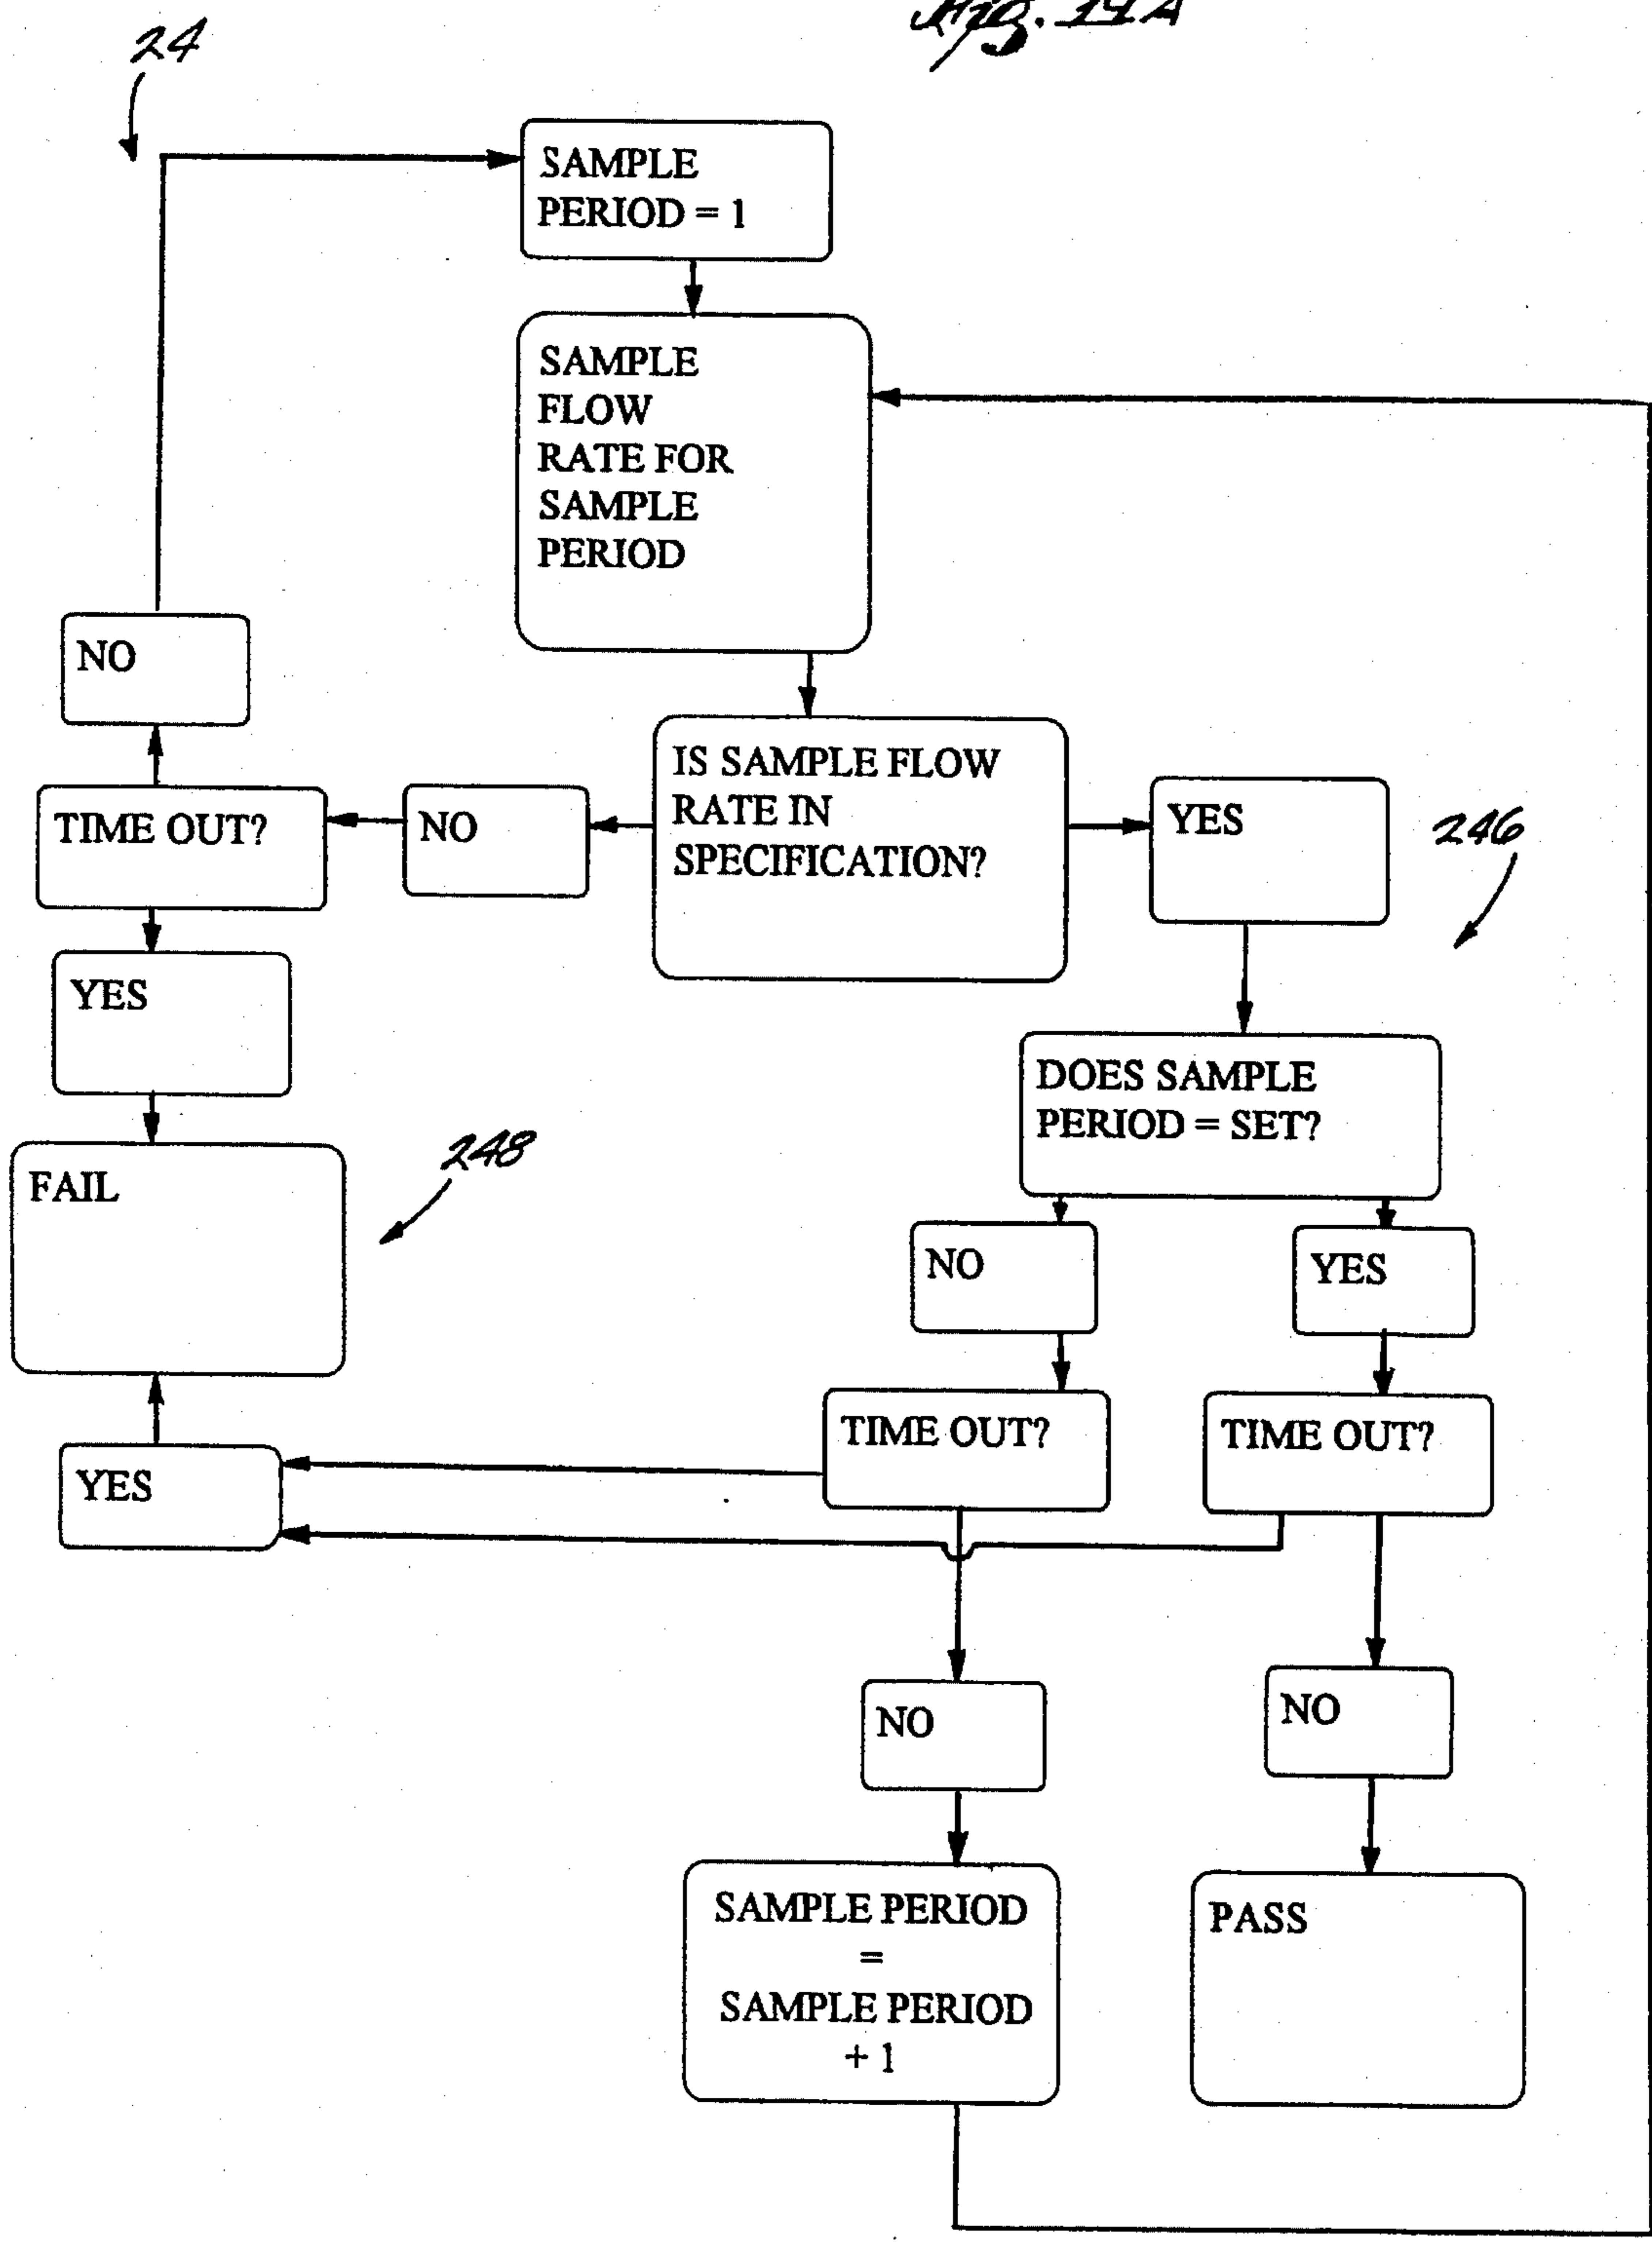 24
SAMPLE
PERIOD = 1
SAMPLE
FLOW
RATE FOR
SAMPLE
PERIOD
NO
IS SAMPLE FLOW
RATE IN
SPECIFICATION?
TIME OUT?
NO
YES
246
YES
DOES SAMPLE
PERIOD = SET?
FAIL
248
NO
YES
TIME OUT?
TIME OUT?
YES
NO
NO
SAMPLE PERIOD
=
SAMPLE PERIOD
+ 1
PASS